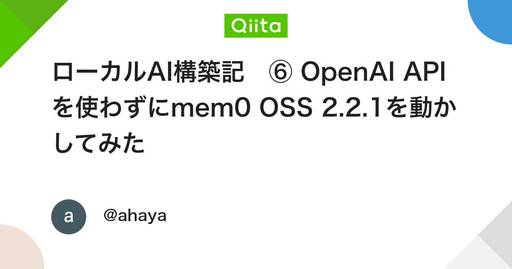 Qiita
ローカルAI構築記　⑥ OpenAI API
を使わずにmem0 OSS 2.2.1を動か
してみた
a
@ahaya